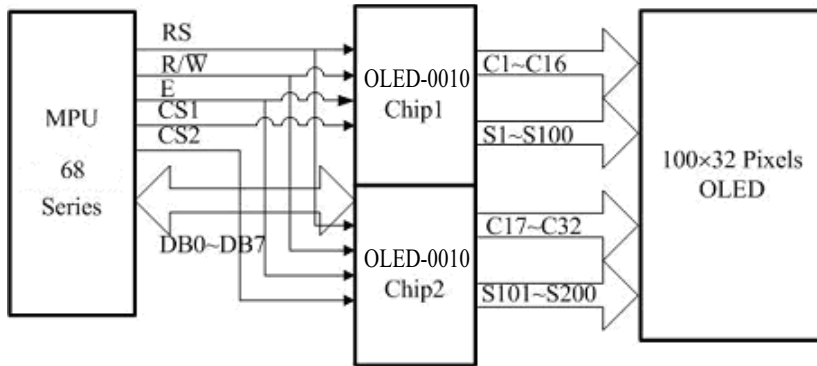 MPU
68
Series
RS
R/W̅
E
CS1
CS2
DB0~DB7
OLED-0010
Chip1
OLED-0010
Chip2
C1~C16
S1~S100
C17~C32
S101~S200
100×32 Pixels
OLED